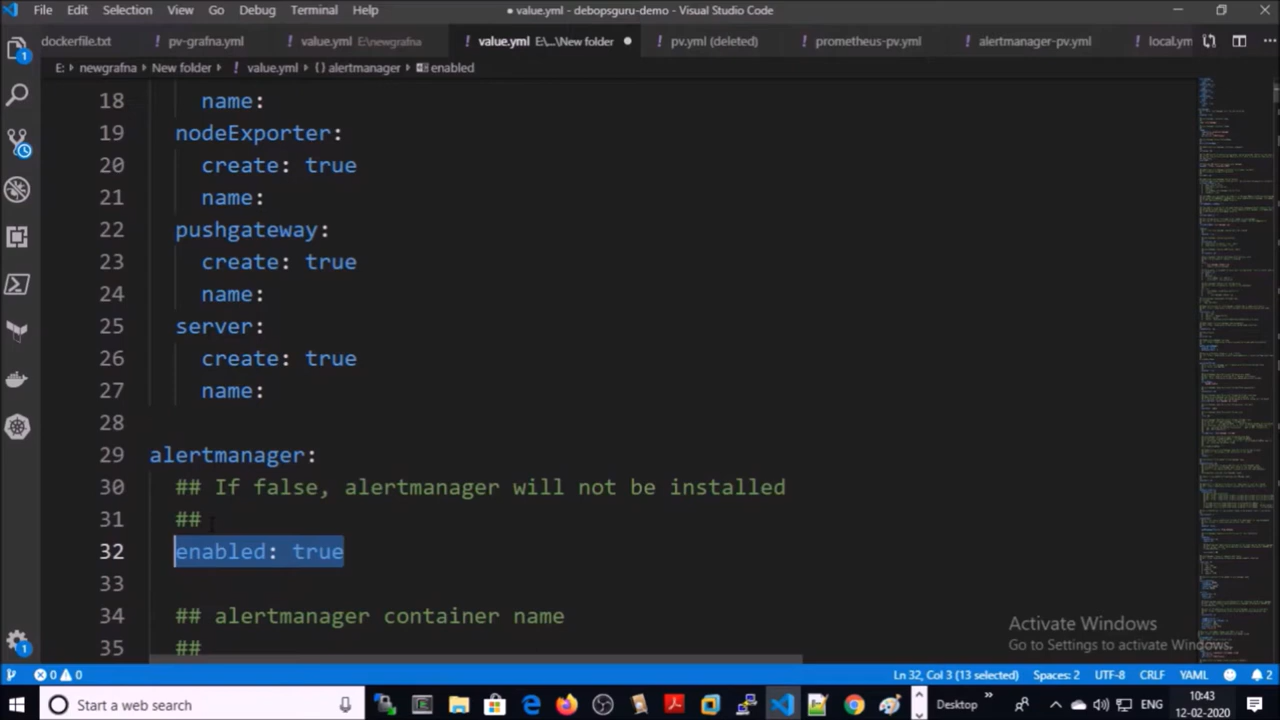 File Edit Selection View Go Debug Terminal Help ● value.yml - debopsguru-demo - Visual Studio Code
dockerfile.txt pv-grafna.yml value.yml E:\newgrafna value.yml E:\...\New folder ● pv.yml (deleted) prometheus-pv.yml alertmanager-pv.yml local.ym
E: > newgrafna > New folder > value.yml > {} alertmanager > enabled
18 name:
19 nodeExporter:
20 create: true
21 name:
22 pushgateway:
23 create: true
24 name:
25 server:
26 create: true
27 name:
28
29 alertmanager:
30 ## If false, alertmanager will not be installed
31 ##
32 enabled: true
33
34 ## alertmanager container name
35 ##
Activate Windows
Go to Settings to activate Windows.
0 0 Ln 32, Col 3 (13 selected) Spaces: 2 UTF-8 CRLF YAML 2
Start a web search Desktop » ENG 10:43
12-02-2020